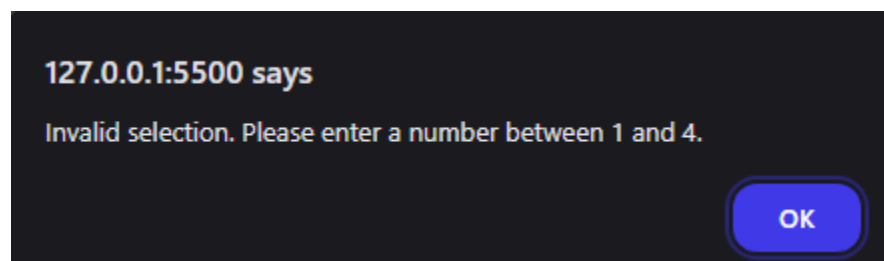 127.0.0.1:5500 says
Invalid selection. Please enter a number between 1 and 4.
OK